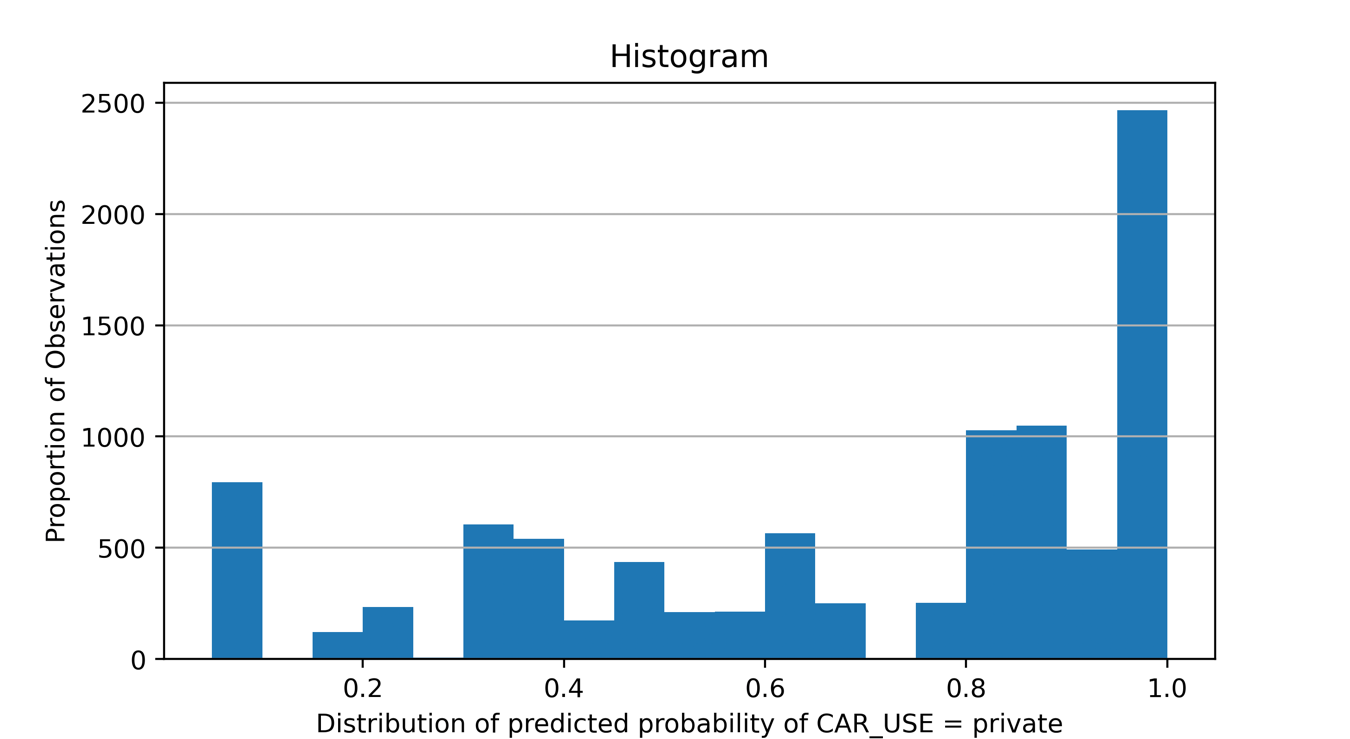 Histogram
Proportion of Observations
2500
2000
1500
1000
500
0
0.2 0.4 0.6 0.8 1.0
Distribution of predicted probability of CAR_USE = private